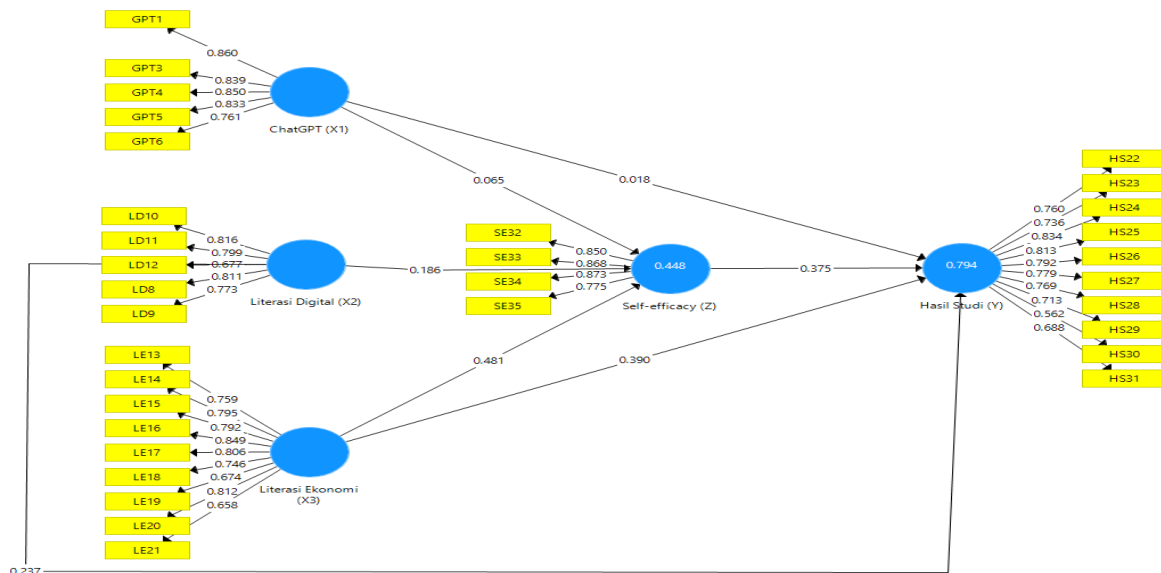 GPT1
0.860
GPT3
0.839
GPT4
0.850
GPT5
0.833
GPT6
0.761
ChatGPT (X1)
0.065
0.018
LD10
0.816
LD11
0.799
LD12
0.677
LD8
0.811
LD9
0.773
Literasi Digital (X2)
0.186
SE32
0.850
SE33
0.868
SE34
0.873
SE35
0.775
0.448
Self-efficacy (Z)
0.375
0.794
Hasil Studi (Y)
HS22
0.760
HS23
0.736
HS24
0.834
HS25
0.813
HS26
0.792
HS27
0.779
HS28
0.769
HS29
0.713
HS30
0.562
HS31
0.688
0.481
0.390
LE13
0.759
LE14
0.795
LE15
0.792
LE16
0.849
LE17
0.806
LE18
0.746
LE19
0.674
LE20
0.812
LE21
0.658
Literasi Ekonomi
(X3)
0.237